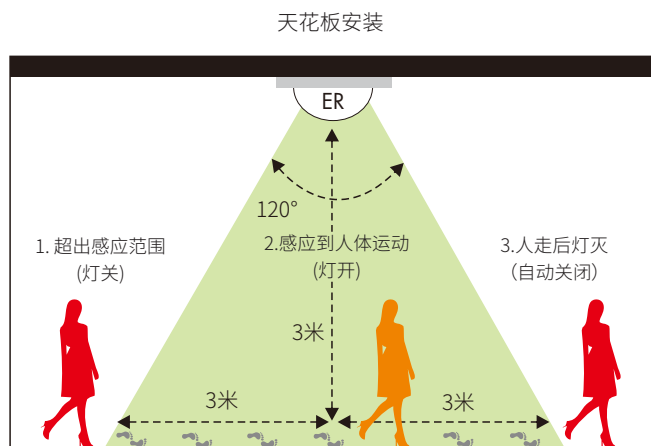 天花板安装
ER
120°
1. 超出感应范围
(灯关)
2.感应到人体运动
(灯开)
3.人走后灯灭
（自动关闭）
3米
3米
3米